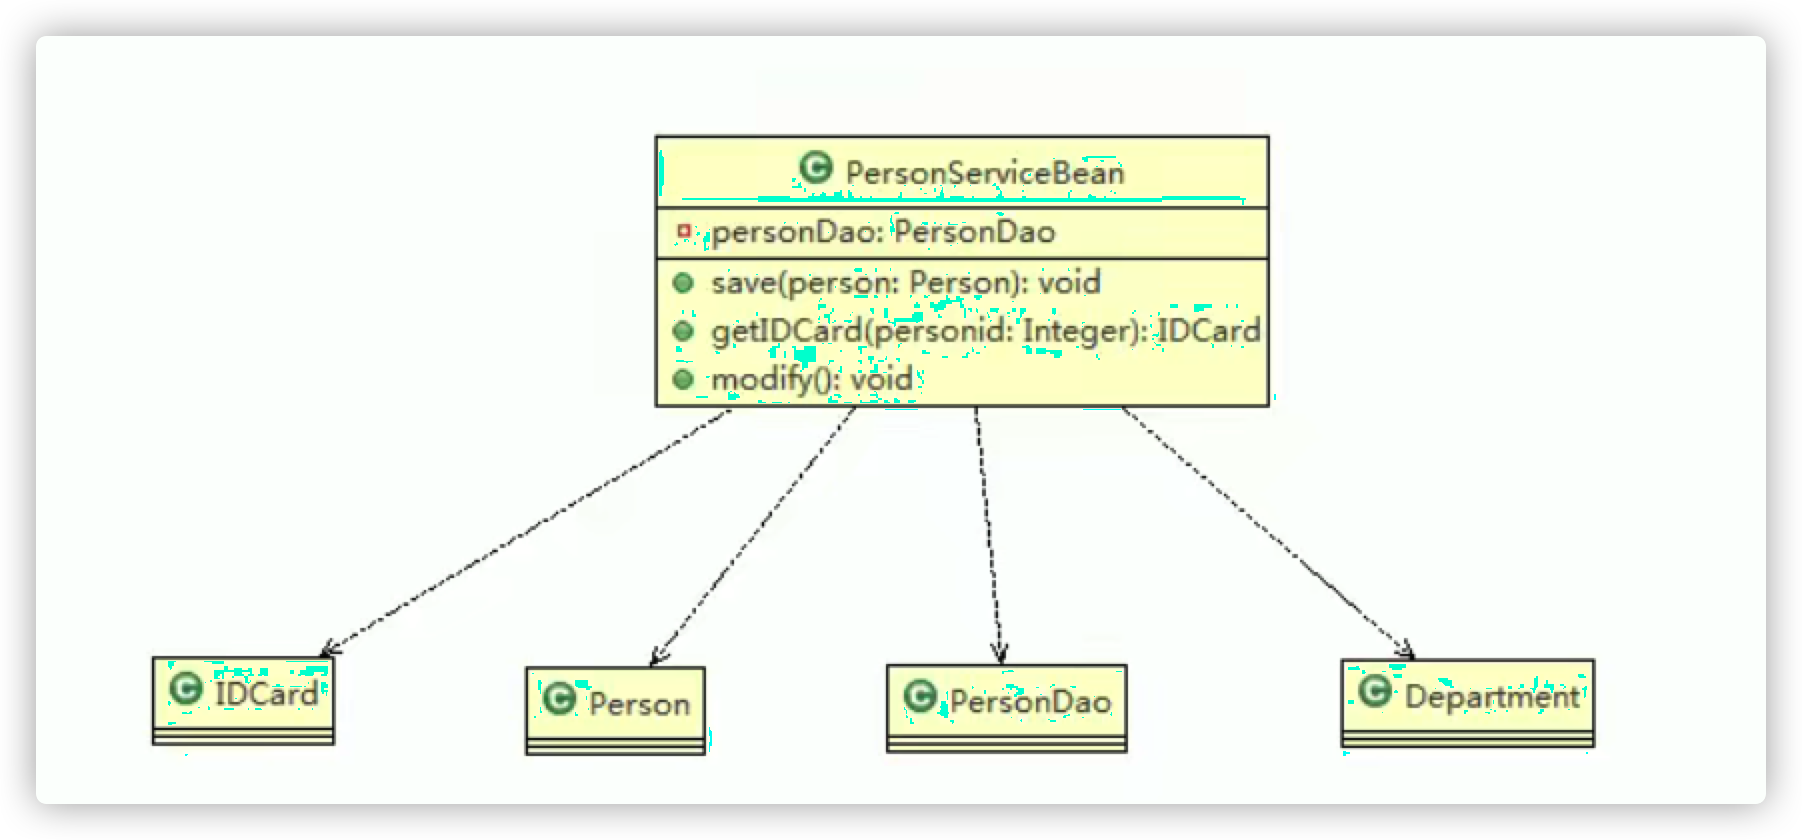 C PersonServiceBean
personDao: PersonDao
save(person: Person): void
getIDCard(personid: Integer): IDCard
modify(): void
C IDCard
C Person
C PersonDao
C Department